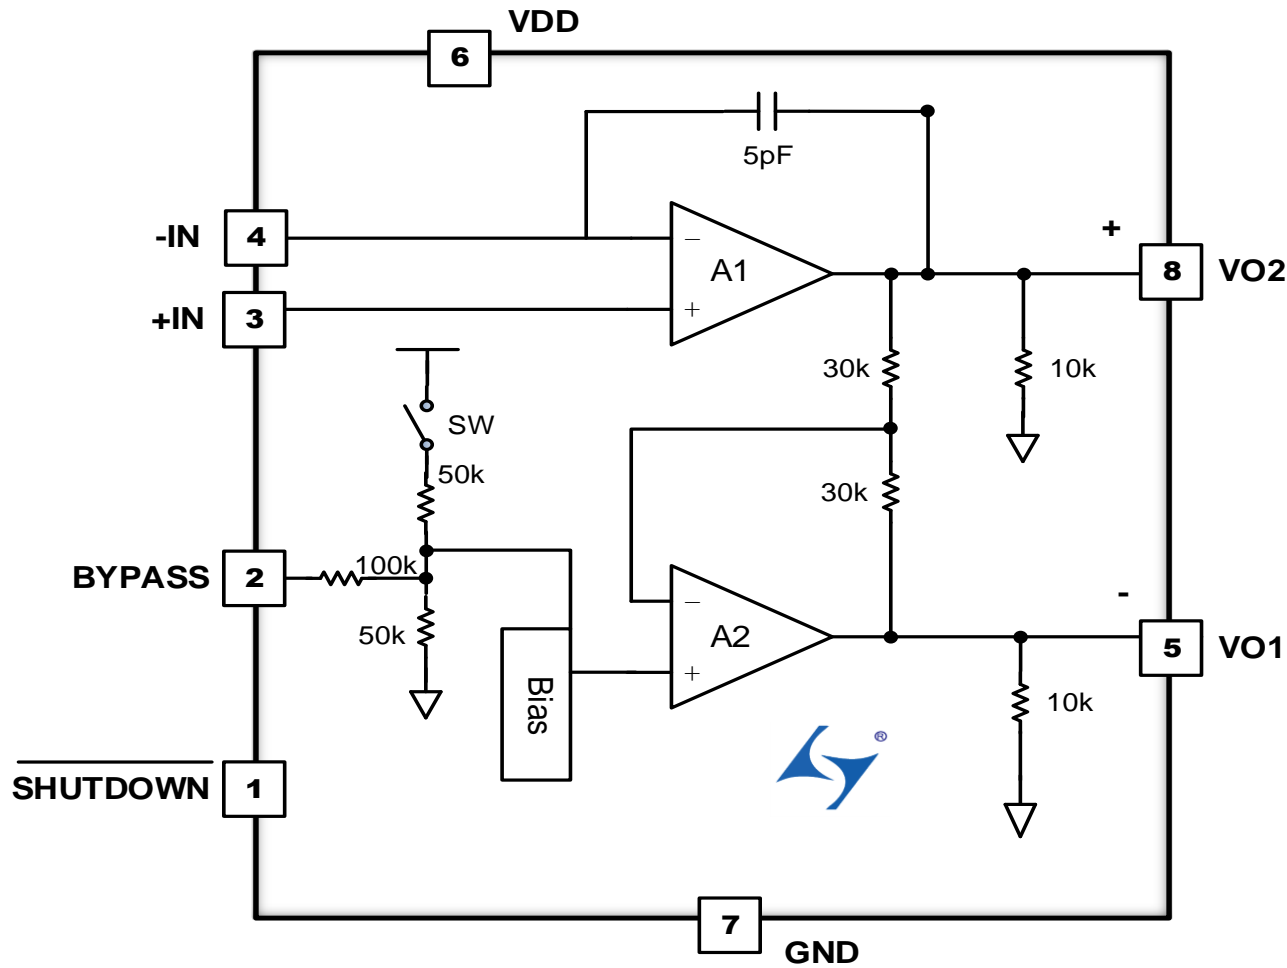 VDD
6
5pF
-IN
4
−
A1
+
+
8
VO2
+IN
3
30k
10k
SW
50k
30k
BYPASS
2
100k
50k
−
A2
+
-
5
VO1
Bias
10k
®
SHUTDOWN
1
7
GND